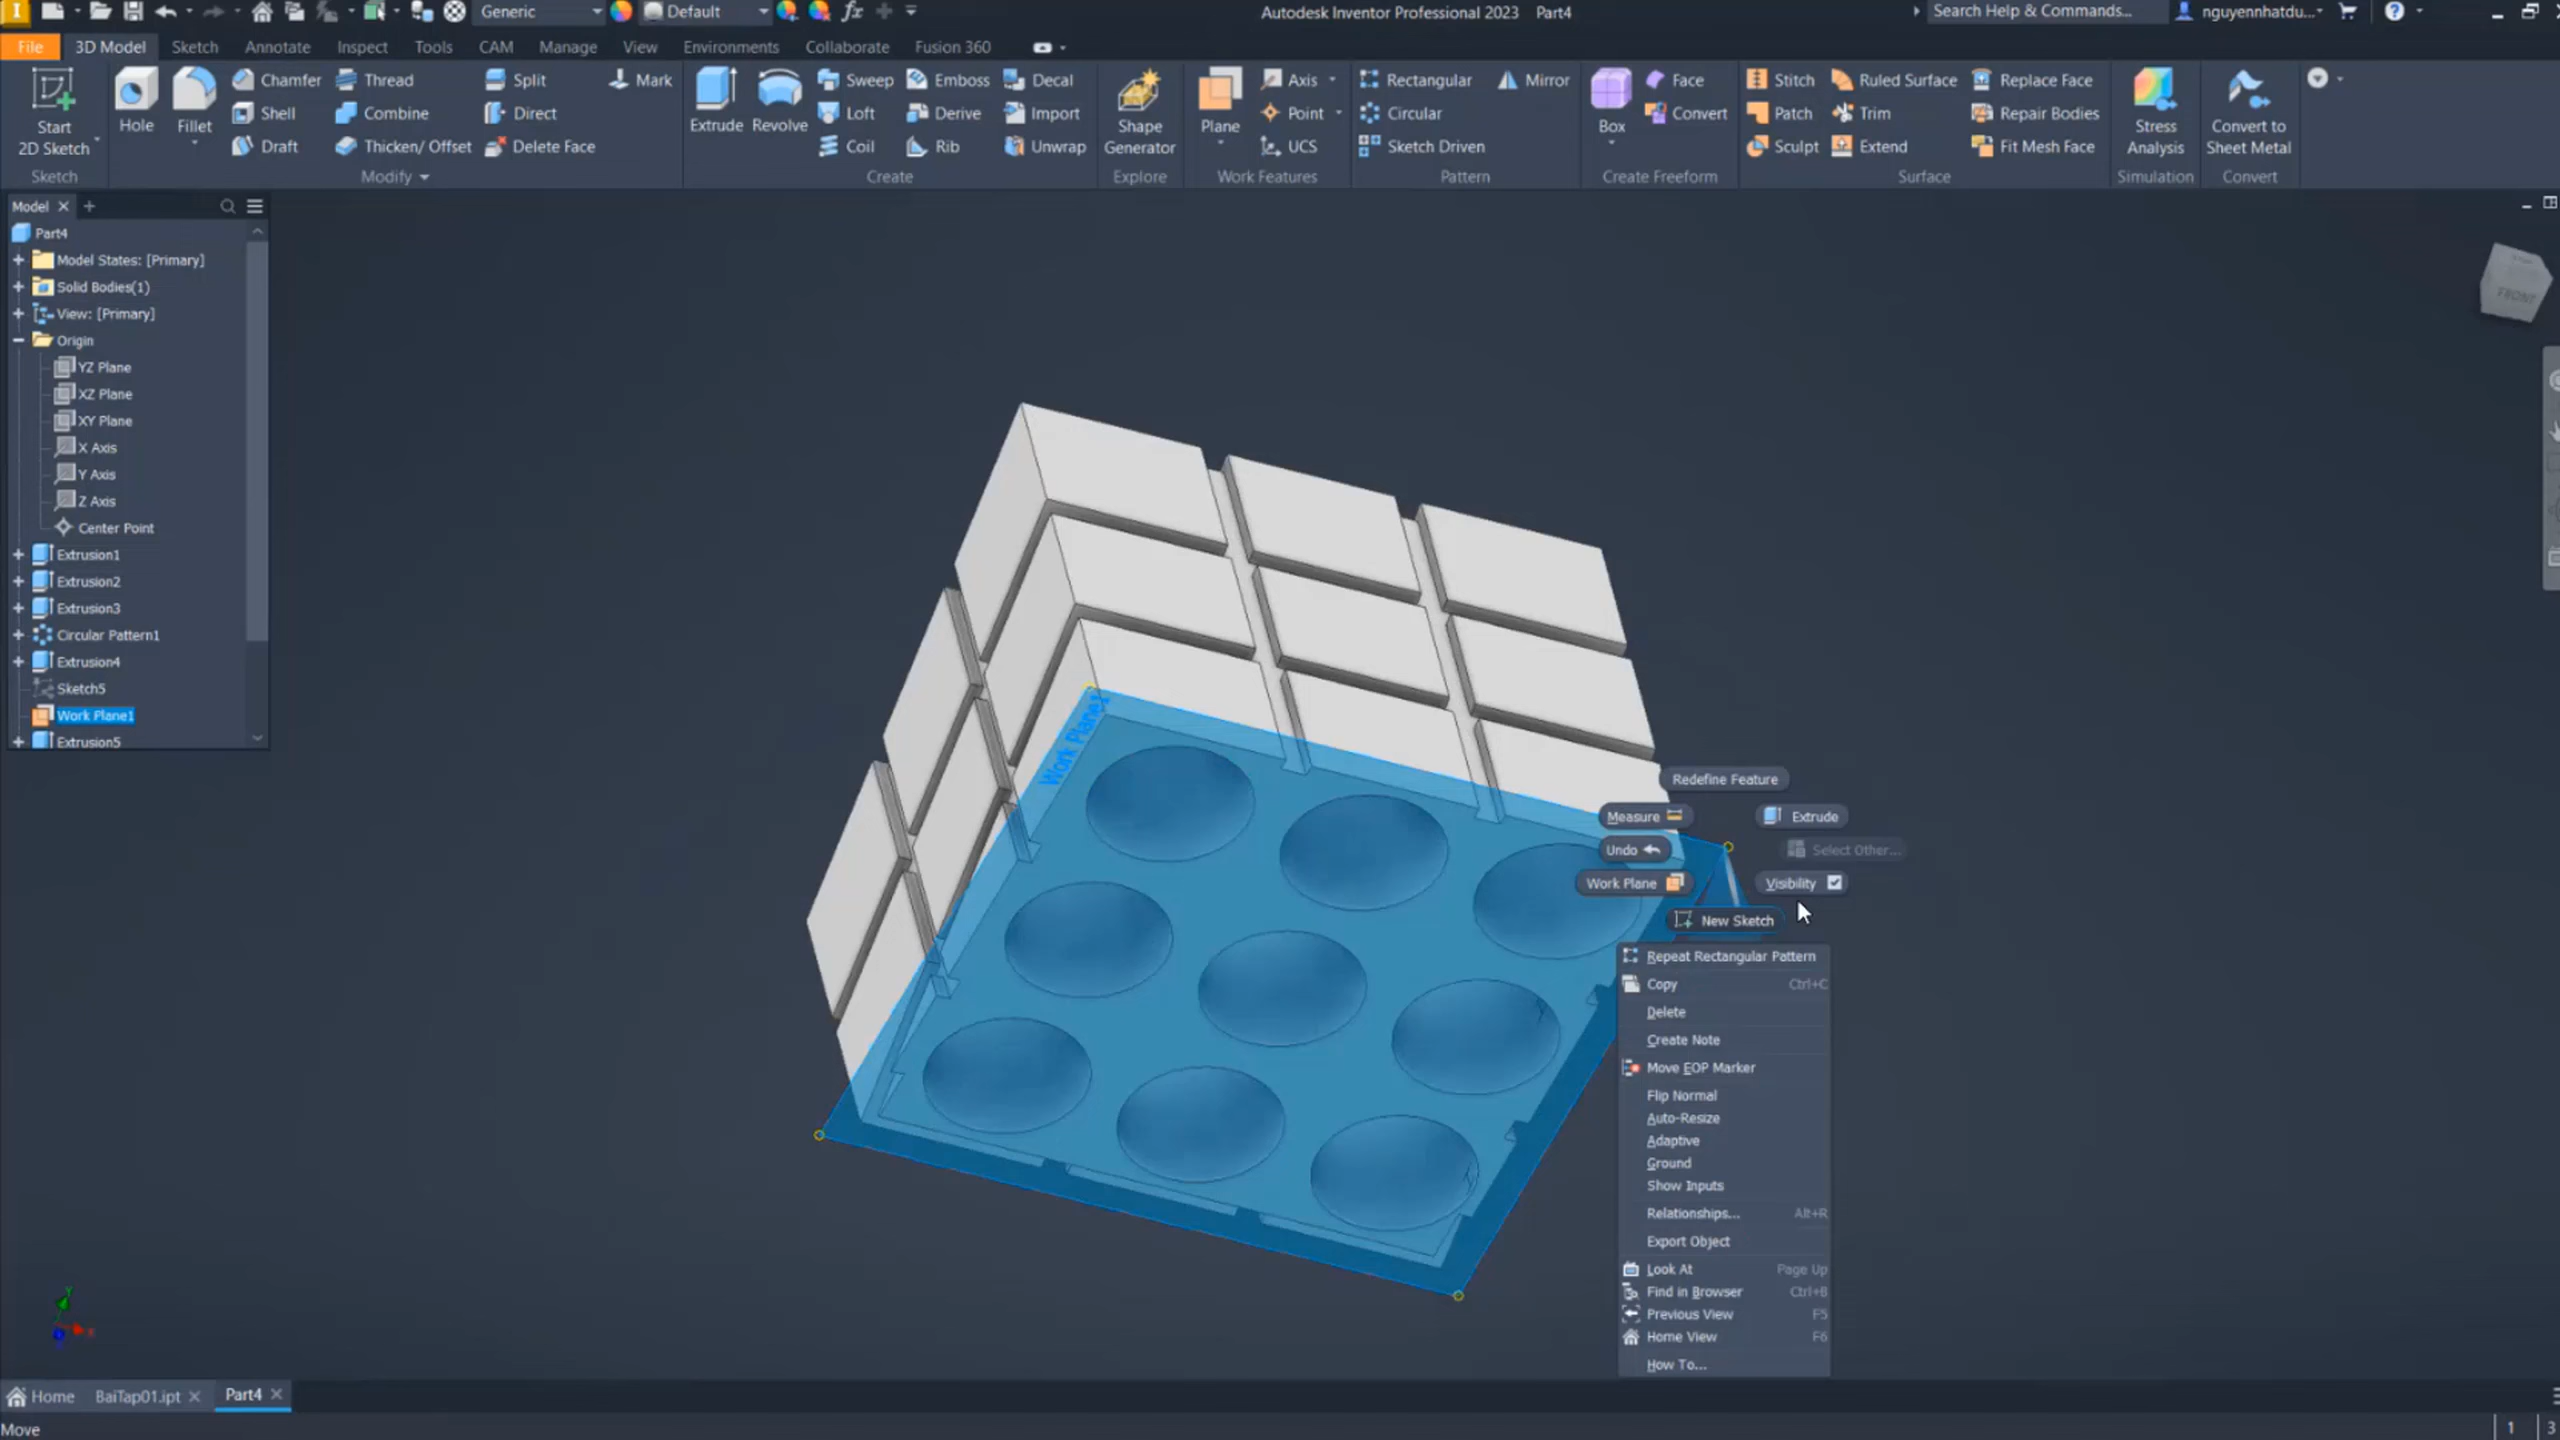 Generic
Default
fx
Autodesk Inventor Professional 2023 Part4
Search Help & Commands...
nguyennhatdu...
File 3D Model Sketch Annotate Inspect Tools CAM Manage View Environments Collaborate Fusion 360
Start
2D Sketch
Hole
Fillet
Chamfer
Shell
Draft
Thread
Combine
Thicken/ Offset
Split
Direct
Delete Face
Mark
Extrude
Revolve
Sweep
Loft
Coil
Emboss
Derive
Rib
Decal
Import
Unwrap
Shape
Generator
Plane
Axis
Point
UCS
Rectangular
Circular
Sketch Driven
Mirror
Box
Face
Convert
Stitch
Patch
Sculpt
Ruled Surface
Trim
Extend
Replace Face
Repair Bodies
Fit Mesh Face
Stress
Analysis
Convert to
Sheet Metal
Sketch Modify Create Explore Work Features Pattern Create Freeform Surface Simulation Convert
Model
Part4
Model States: [Primary]
Solid Bodies(1)
View: [Primary]
Origin
YZ Plane
XZ Plane
XY Plane
X Axis
Y Axis
Z Axis
Center Point
Extrusion1
Extrusion2
Extrusion3
Circular Pattern1
Extrusion4
Sketch5
Work Plane1
Extrusion5
FRONT
Work Plane1
Redefine Feature
Measure
Extrude
Undo
Select Other...
Work Plane
Visibility
New Sketch
Repeat Rectangular Pattern
Copy Ctrl+C
Delete
Create Note
Move EOP Marker
Flip Normal
Auto-Resize
Adaptive
Ground
Show Inputs
Relationships... Alt+R
Export Object
Look At Page Up
Find in Browser Ctrl+B
Previous View F5
Home View F6
How To...
Home BaiTap01.ipt Part4
Move
1 3